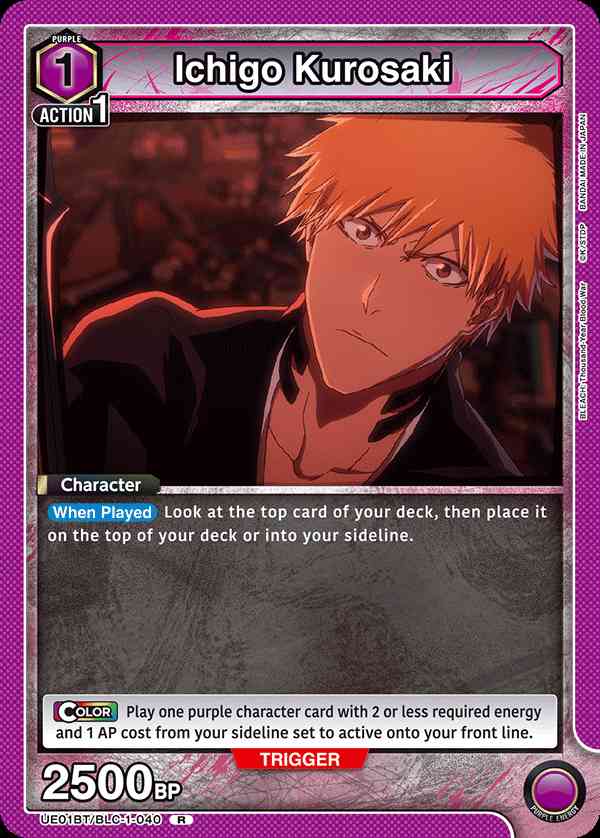 PURPLE
1
Ichigo Kurosaki
ACTION 1
BANDAI MADE IN JAPAN
©K/STDP
BLEACH: Thousand-Year Blood War
Character
When Played Look at the top card of your deck, then place it
on the top of your deck or into your sideline.
COLOR Play one purple character card with 2 or less required energy
and 1 AP cost from your sideline set to active onto your front line.
TRIGGER
2500BP
UE01BT/BLC-1-040 R
PURPLE ENERGY